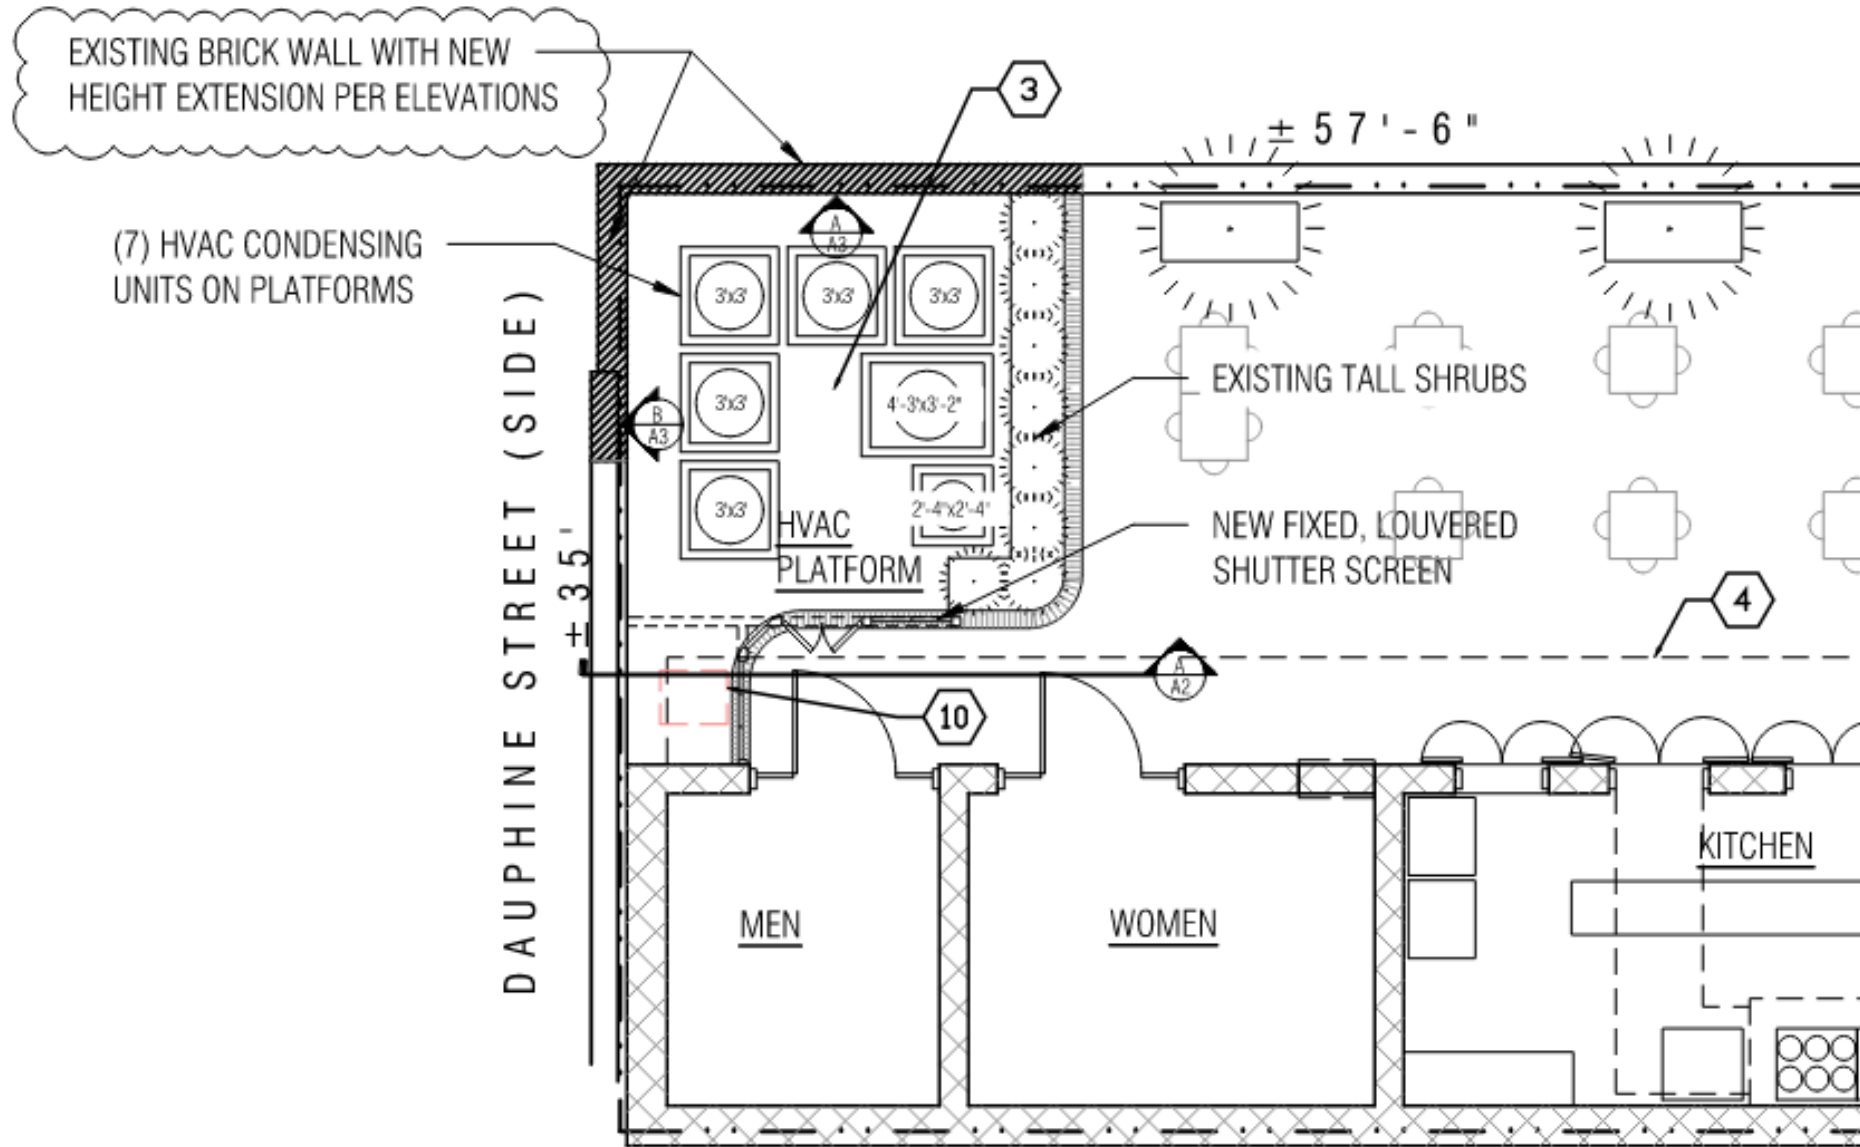 EXISTING BRICK WALL WITH NEW
HEIGHT EXTENSION PER ELEVATIONS
3
± 57'-6"
(7) HVAC CONDENSING
UNITS ON PLATFORMS
A
A3
3'x3'
3'x3'
3'x3'
EXISTING TALL SHRUBS
B
A3
3'x3'
4'-3"x3'-2"
3'x3'
2'-4"x2'-4"
HVAC
PLATFORM
NEW FIXED, LOUVERED
SHUTTER SCREEN
DAUPHINE STREET (SIDE)
± 35'
4
A
A2
10
KITCHEN
MEN
WOMEN